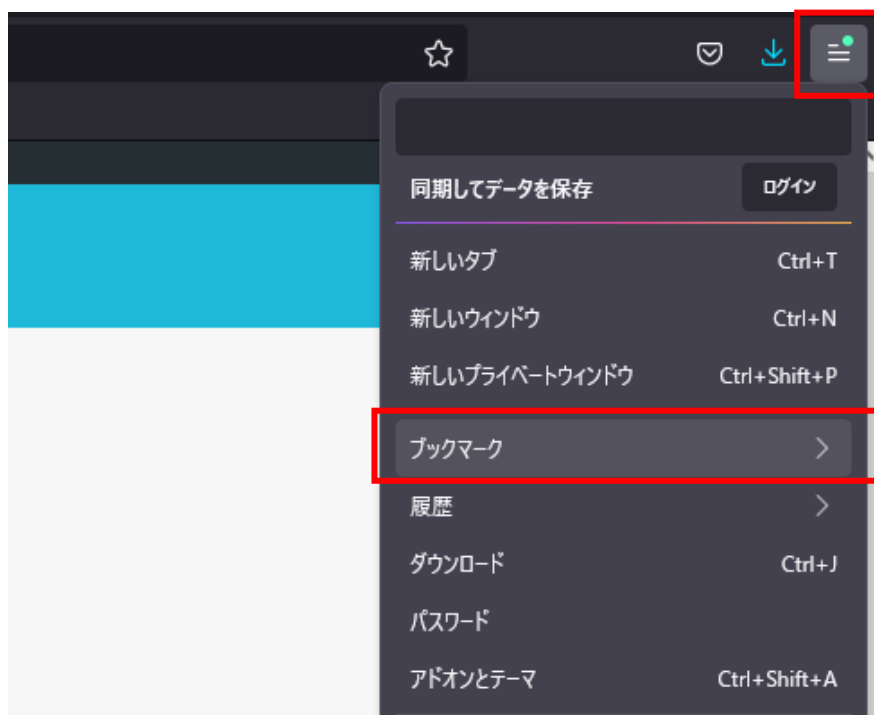 同期してデータを保存 ログイン
新しいタブ Ctrl+T
新しいウィンドウ Ctrl+N
新しいプライベートウィンドウ Ctrl+Shift+P
ブックマーク
履歴
ダウンロード Ctrl+J
パスワード
アドオンとテーマ Ctrl+Shift+A